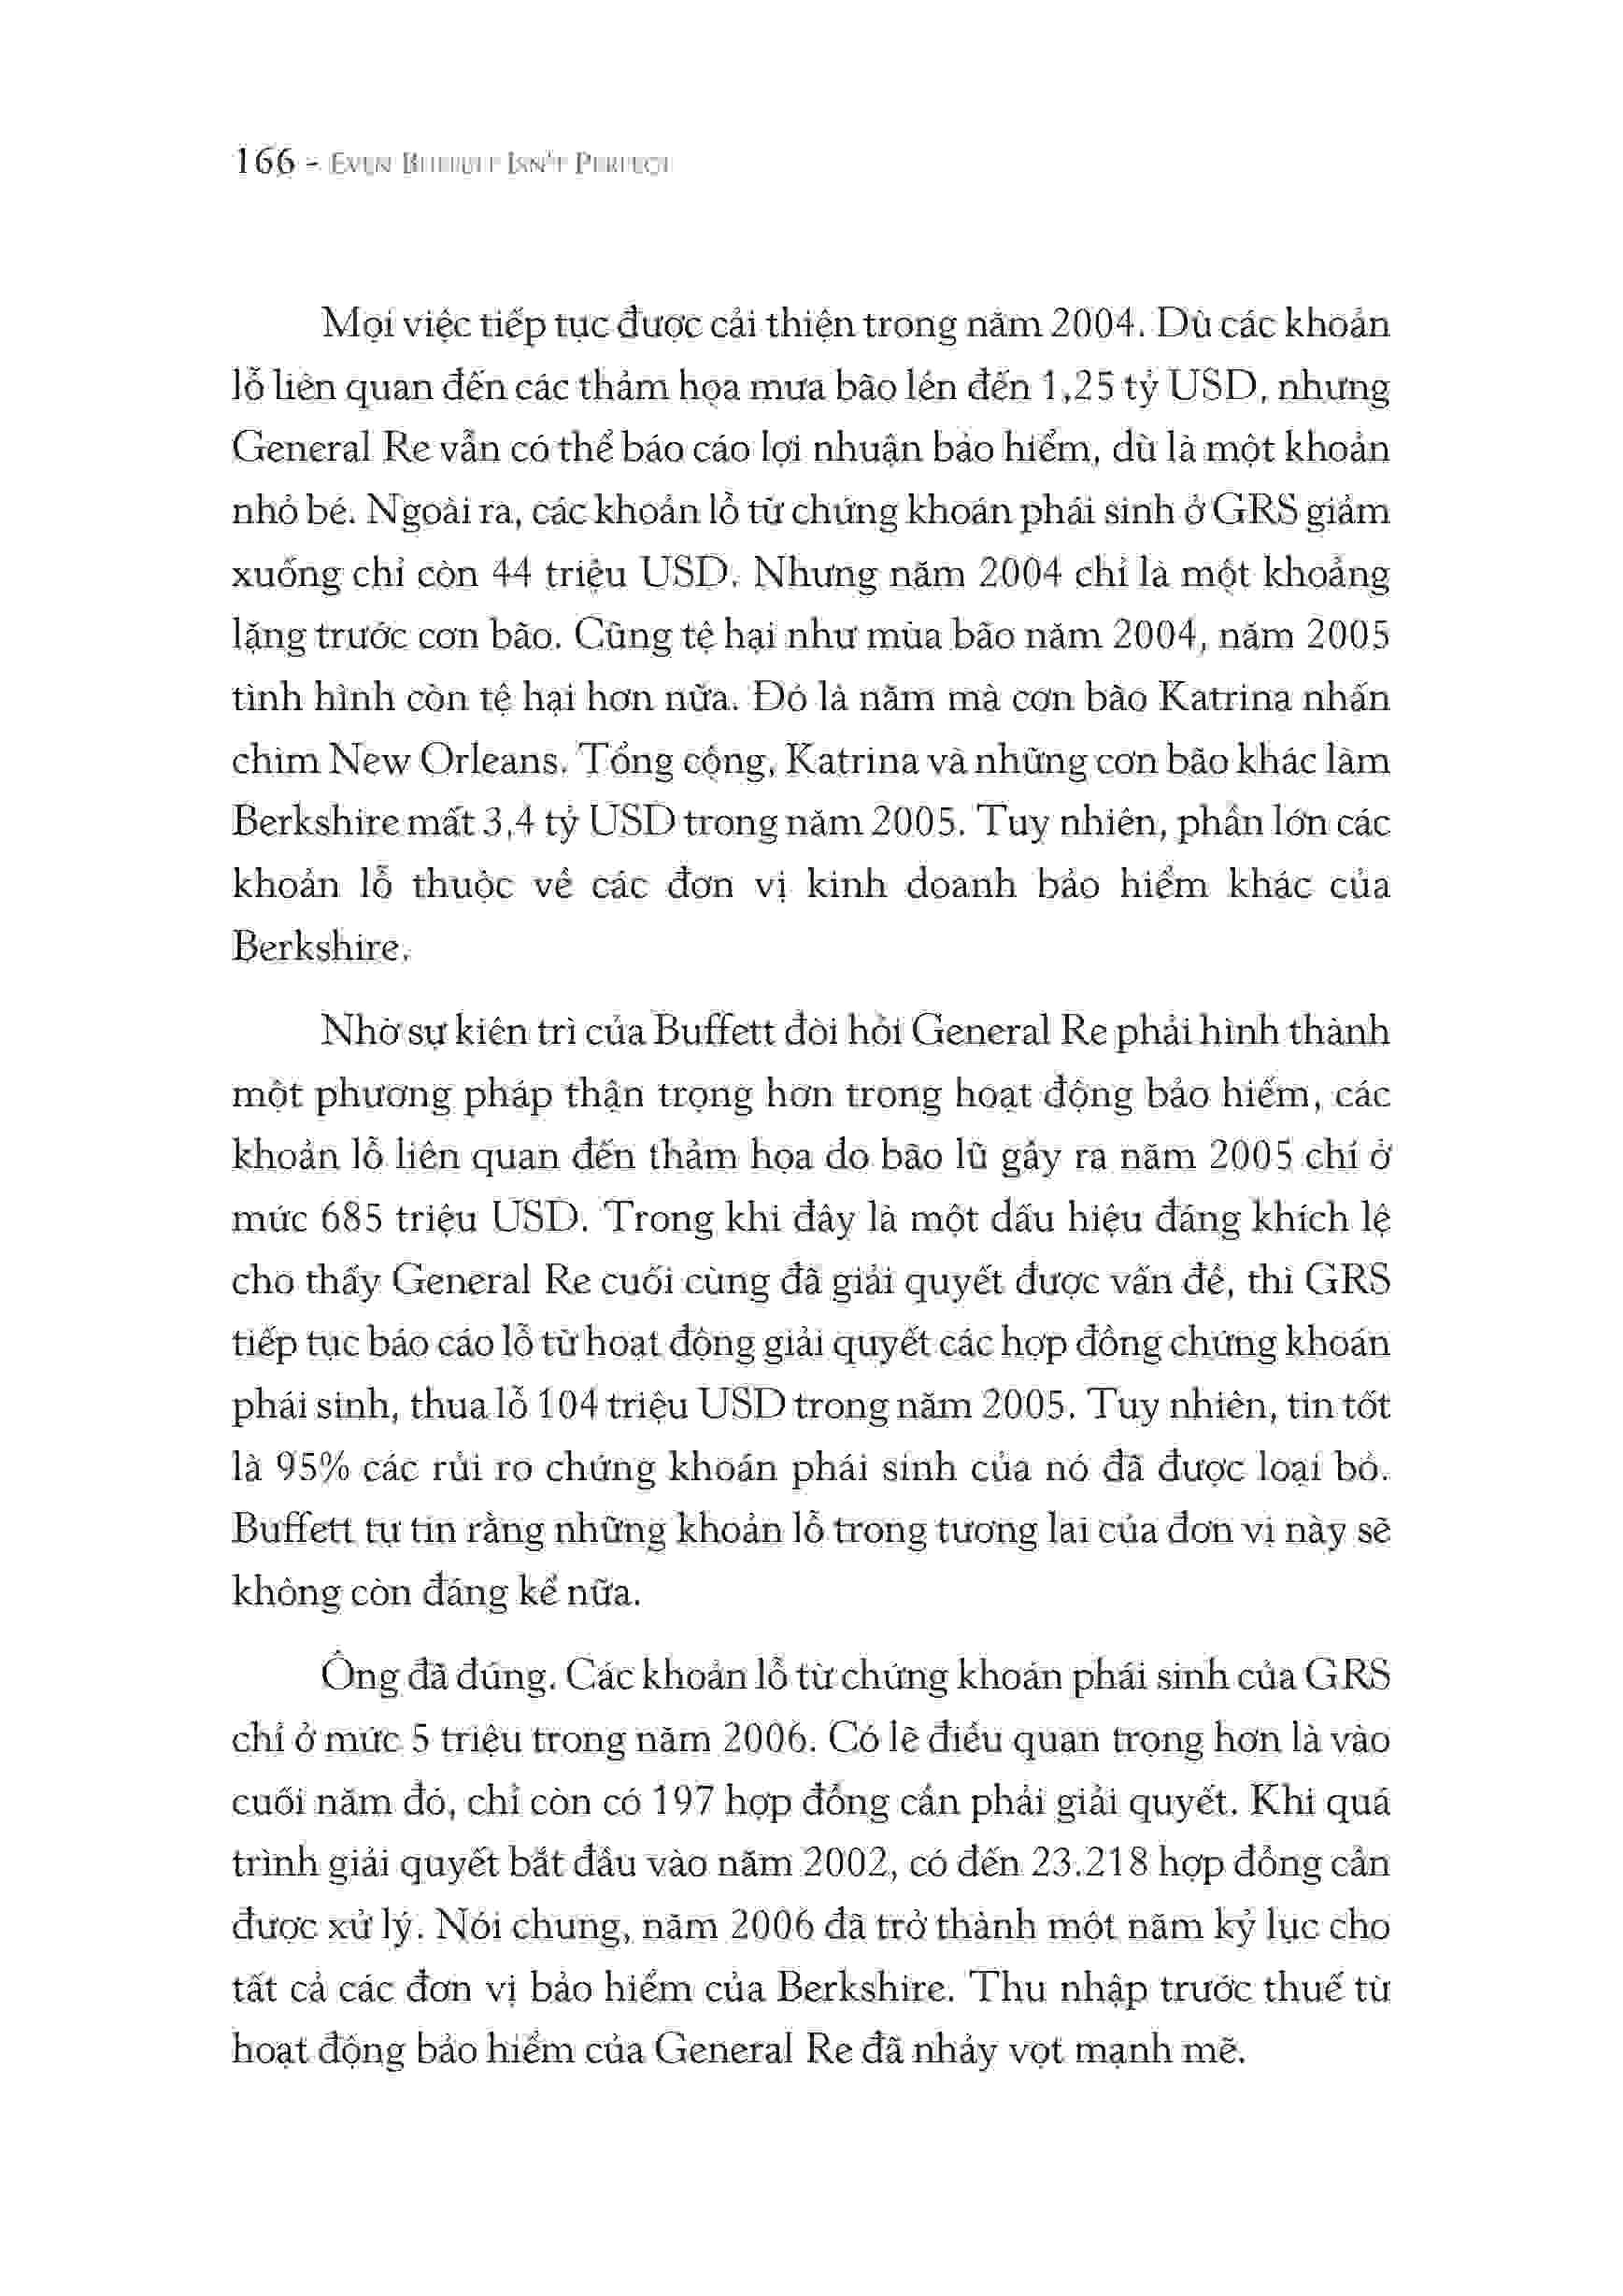 166 - EVEN BUFFETT ISN'T PERFECT
Mọi việc tiếp tục được cải thiện trong năm 2004. Dù các khoản
lỗ liên quan đến các thảm họa mưa bão lên đến 1,25 tỷ USD, nhưng
General Re vẫn có thể báo cáo lợi nhuận bảo hiểm, dù là một khoản
nhỏ bé. Ngoài ra, các khoản lỗ từ chứng khoán phái sinh ở GRS giảm
xuống chỉ còn 44 triệu USD. Nhưng năm 2004 chỉ là một khoảng
lặng trước cơn bão. Cũng tệ hại như mùa bão năm 2004, năm 2005
tình hình còn tệ hại hơn nữa. Đó là năm mà cơn bão Katrina nhấn
chìm New Orleans. Tổng cộng, Katrina và những cơn bão khác làm
Berkshire mất 3,4 tỷ USD trong năm 2005. Tuy nhiên, phần lớn các
khoản lỗ thuộc về các đơn vị kinh doanh bảo hiểm khác của
Berkshire.
Nhờ sự kiên trì của Buffett đòi hỏi General Re phải hình thành
một phương pháp thận trọng hơn trong hoạt động bảo hiểm, các
khoản lỗ liên quan đến thảm họa do bão lũ gây ra năm 2005 chỉ ở
mức 685 triệu USD. Trong khi đây là một dấu hiệu đáng khích lệ
cho thấy General Re cuối cùng đã giải quyết được vấn đề, thì GRS
tiếp tục báo cáo lỗ từ hoạt động giải quyết các hợp đồng chứng khoán
phái sinh, thua lỗ 104 triệu USD trong năm 2005. Tuy nhiên, tin tốt
là 95% các rủi ro chứng khoán phái sinh của nó đã được loại bỏ.
Buffett tự tin rằng những khoản lỗ trong tương lai của đơn vị này sẽ
không còn đáng kể nữa.
Ông đã đúng. Các khoản lỗ từ chứng khoán phái sinh của GRS
chỉ ở mức 5 triệu trong năm 2006. Có lẽ điều quan trọng hơn là vào
cuối năm đó, chỉ còn có 197 hợp đồng cần phải giải quyết. Khi quá
trình giải quyết bắt đầu vào năm 2002, có đến 23.218 hợp đồng cần
được xử lý. Nói chung, năm 2006 đã trở thành một năm kỷ lục cho
tất cả các đơn vị bảo hiểm của Berkshire. Thu nhập trước thuế từ
hoạt động bảo hiểm của General Re đã nhảy vọt mạnh mẽ.